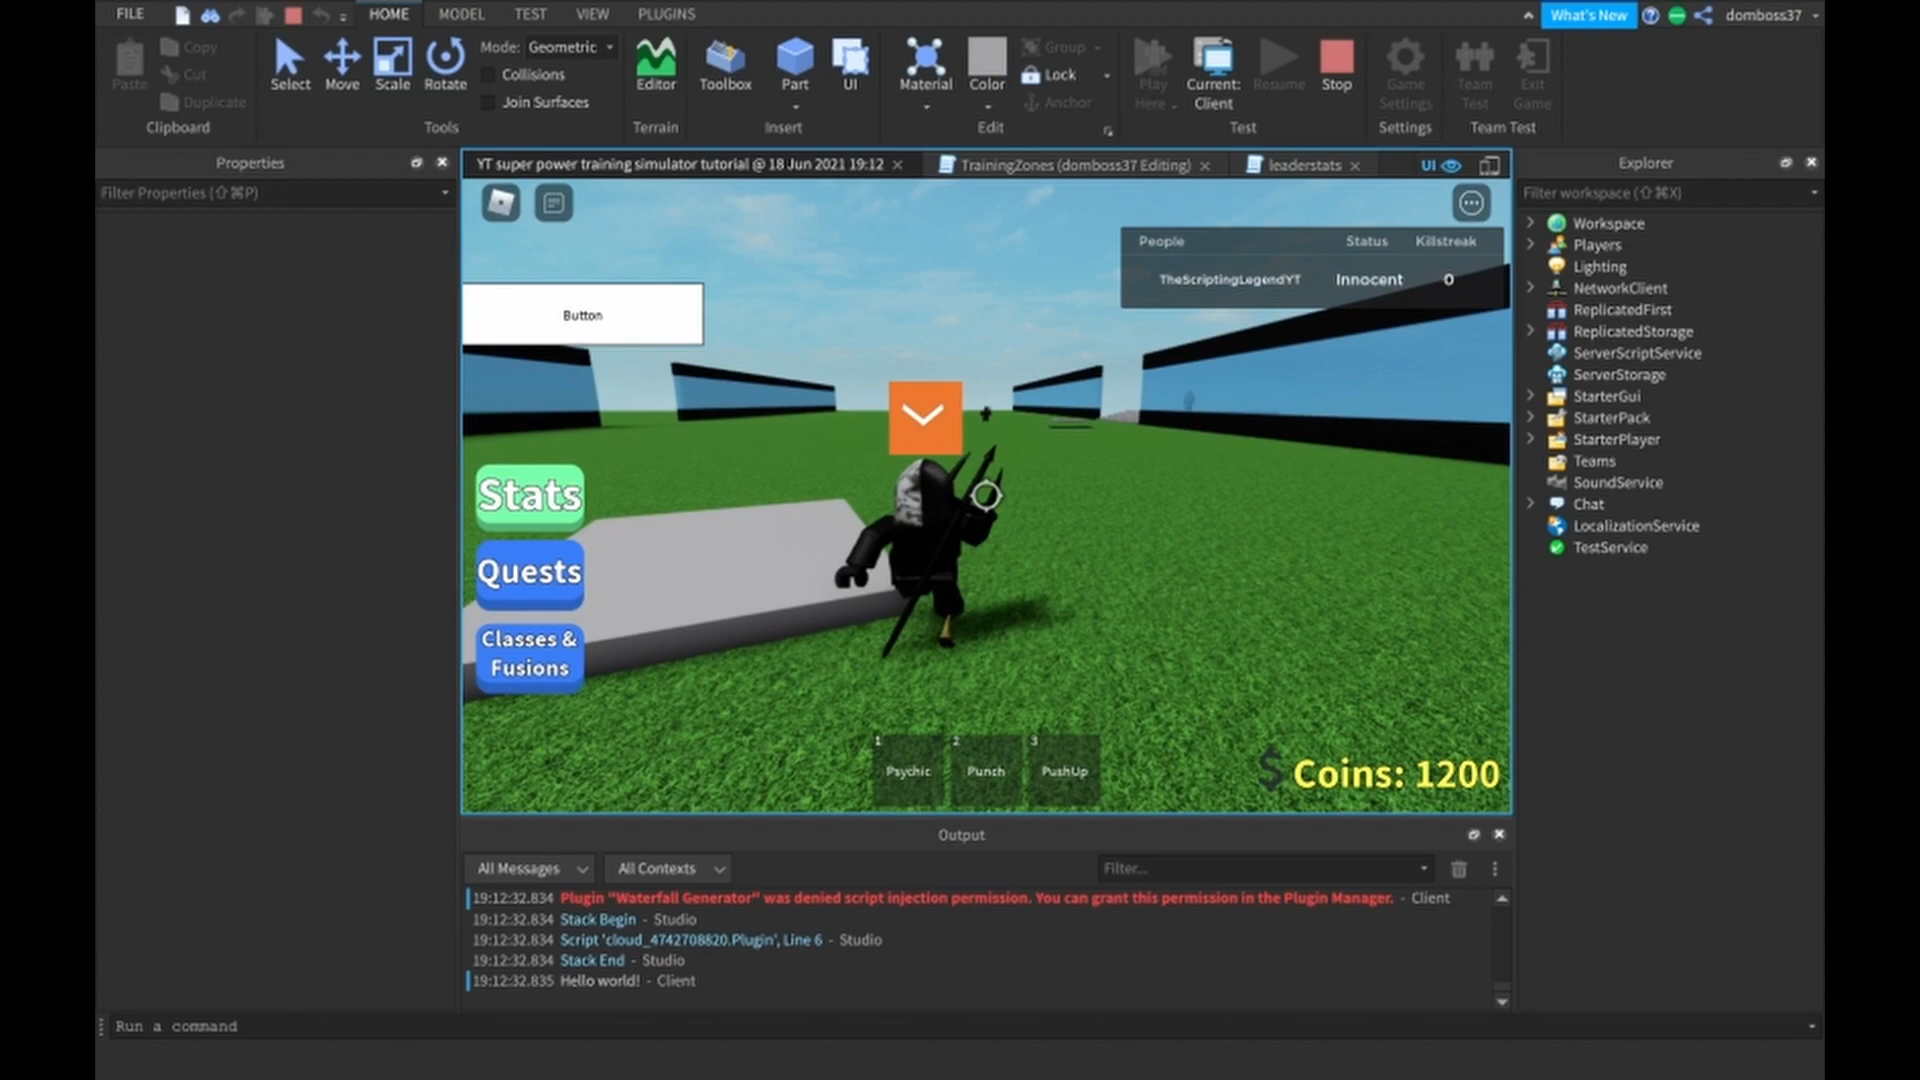 FILE
HOME
MODEL
TEST
VIEW
PLUGINS
What's New
domboss37
Paste
Copy
Cut
Duplicate
Clipboard
Select
Move
Scale
Rotate
Mode: Geometric
Collisions
Join Surfaces
Tools
Editor
Terrain
Toolbox
Part
UI
Insert
Material
Color
Group
Lock
Anchor
Edit
Play
Here
Current:
Client
Resume
Stop
Test
Game
Settings
Settings
Team
Test
Exit
Game
Team Test
Properties
Filter Properties (⇧⌘P)
YT super power training simulator tutorial @ 18 Jun 2021 19:12
TrainingZones (domboss37 Editing)
leaderstats
UI
People Status Killstreak
TheScriptingLegendYT Innocent 0
Button
Stats
Quests
Classes &
Fusions
1
Psychic
2
Punch
3
PushUp
$ Coins: 1200
Explorer
Filter workspace (⇧⌘X)
Workspace
Players
Lighting
NetworkClient
ReplicatedFirst
ReplicatedStorage
ServerScriptService
ServerStorage
StarterGui
StarterPack
StarterPlayer
Teams
SoundService
Chat
LocalizationService
TestService
Output
All Messages
All Contexts
Filter...
19:12:32.834 Plugin "Waterfall Generator" was denied script injection permission. You can grant this permission in the Plugin Manager. - Client
19:12:32.834 Stack Begin - Studio
19:12:32.834 Script 'cloud_4742708820.Plugin', Line 6 - Studio
19:12:32.834 Stack End - Studio
19:12:32.835 Hello world! - Client
Run a command